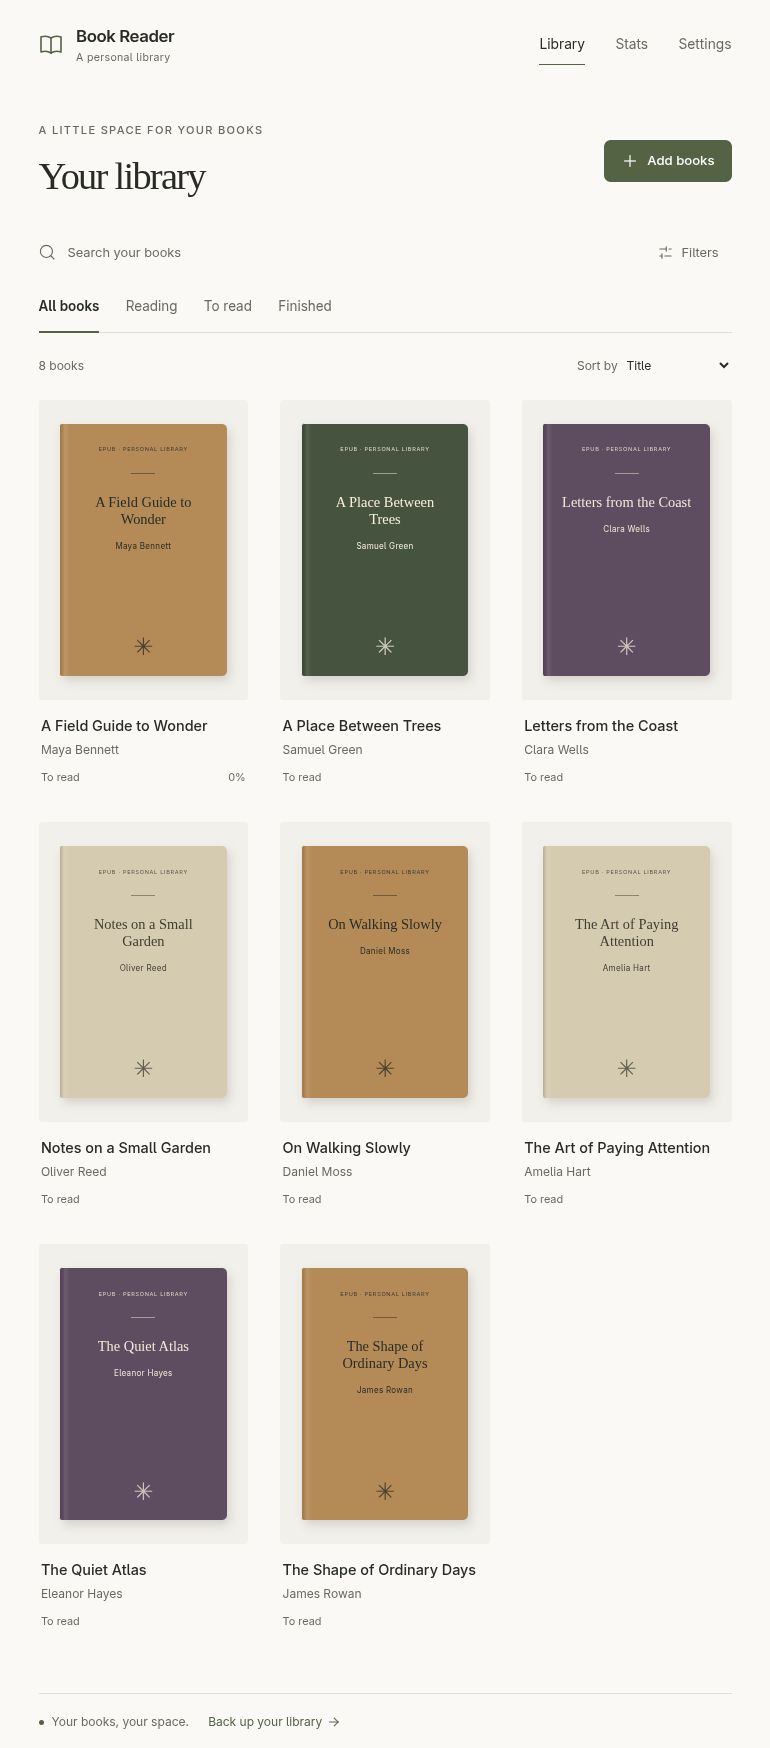 Book Reader
A personal library
Library
Stats
Settings
A LITTLE SPACE FOR YOUR BOOKS
Your library
Add books
Search your books
Filters
All books
Reading
To read
Finished
8 books
Sort by
Title
EPUB · PERSONAL LIBRARY
A Field Guide to
Wonder
Maya Bennett
A Field Guide to Wonder
Maya Bennett
To read
0%
EPUB · PERSONAL LIBRARY
A Place Between
Trees
Samuel Green
A Place Between Trees
Samuel Green
To read
EPUB · PERSONAL LIBRARY
Letters from the Coast
Clara Wells
Letters from the Coast
Clara Wells
To read
EPUB · PERSONAL LIBRARY
Notes on a Small
Garden
Oliver Reed
Notes on a Small Garden
Oliver Reed
To read
EPUB · PERSONAL LIBRARY
On Walking Slowly
Daniel Moss
On Walking Slowly
Daniel Moss
To read
EPUB · PERSONAL LIBRARY
The Art of Paying
Attention
Amelia Hart
The Art of Paying Attention
Amelia Hart
To read
EPUB · PERSONAL LIBRARY
The Quiet Atlas
Eleanor Hayes
The Quiet Atlas
Eleanor Hayes
To read
EPUB · PERSONAL LIBRARY
The Shape of
Ordinary Days
James Rowan
The Shape of Ordinary Days
James Rowan
To read
Your books, your space.
Back up your library →